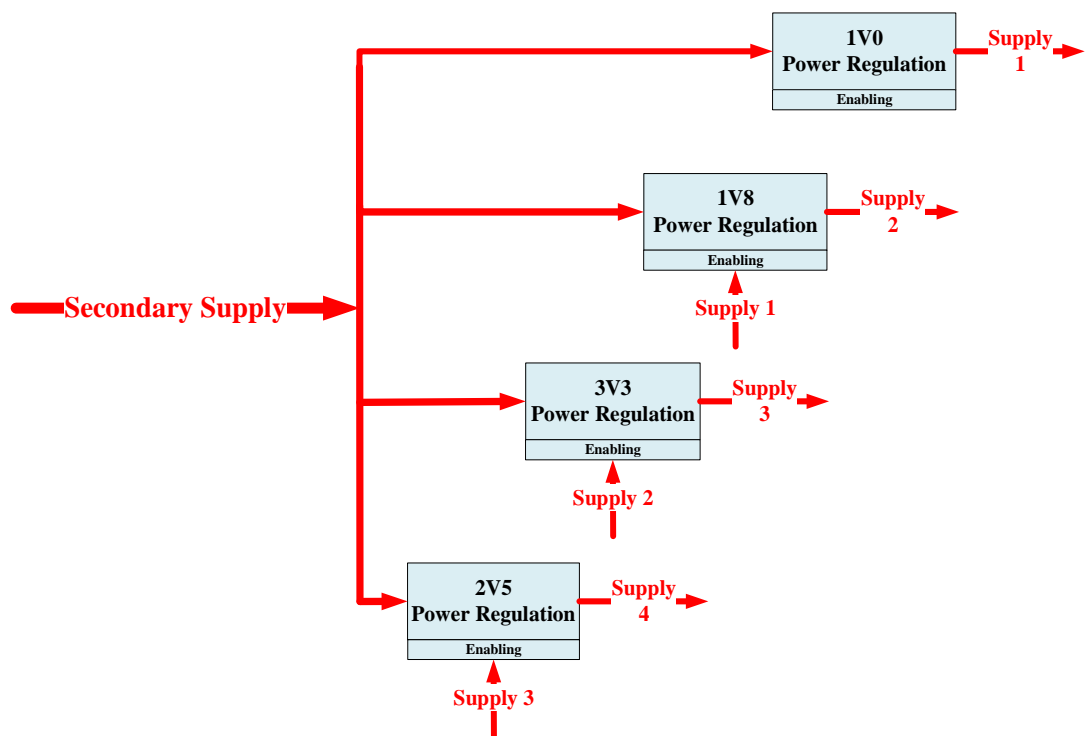 1V0
Power Regulation
Enabling
Supply
1
1V8
Power Regulation
Enabling
Supply
2
Supply 1
Secondary Supply
3V3
Power Regulation
Enabling
Supply
3
Supply 2
2V5
Power Regulation
Enabling
Supply
4
Supply 3